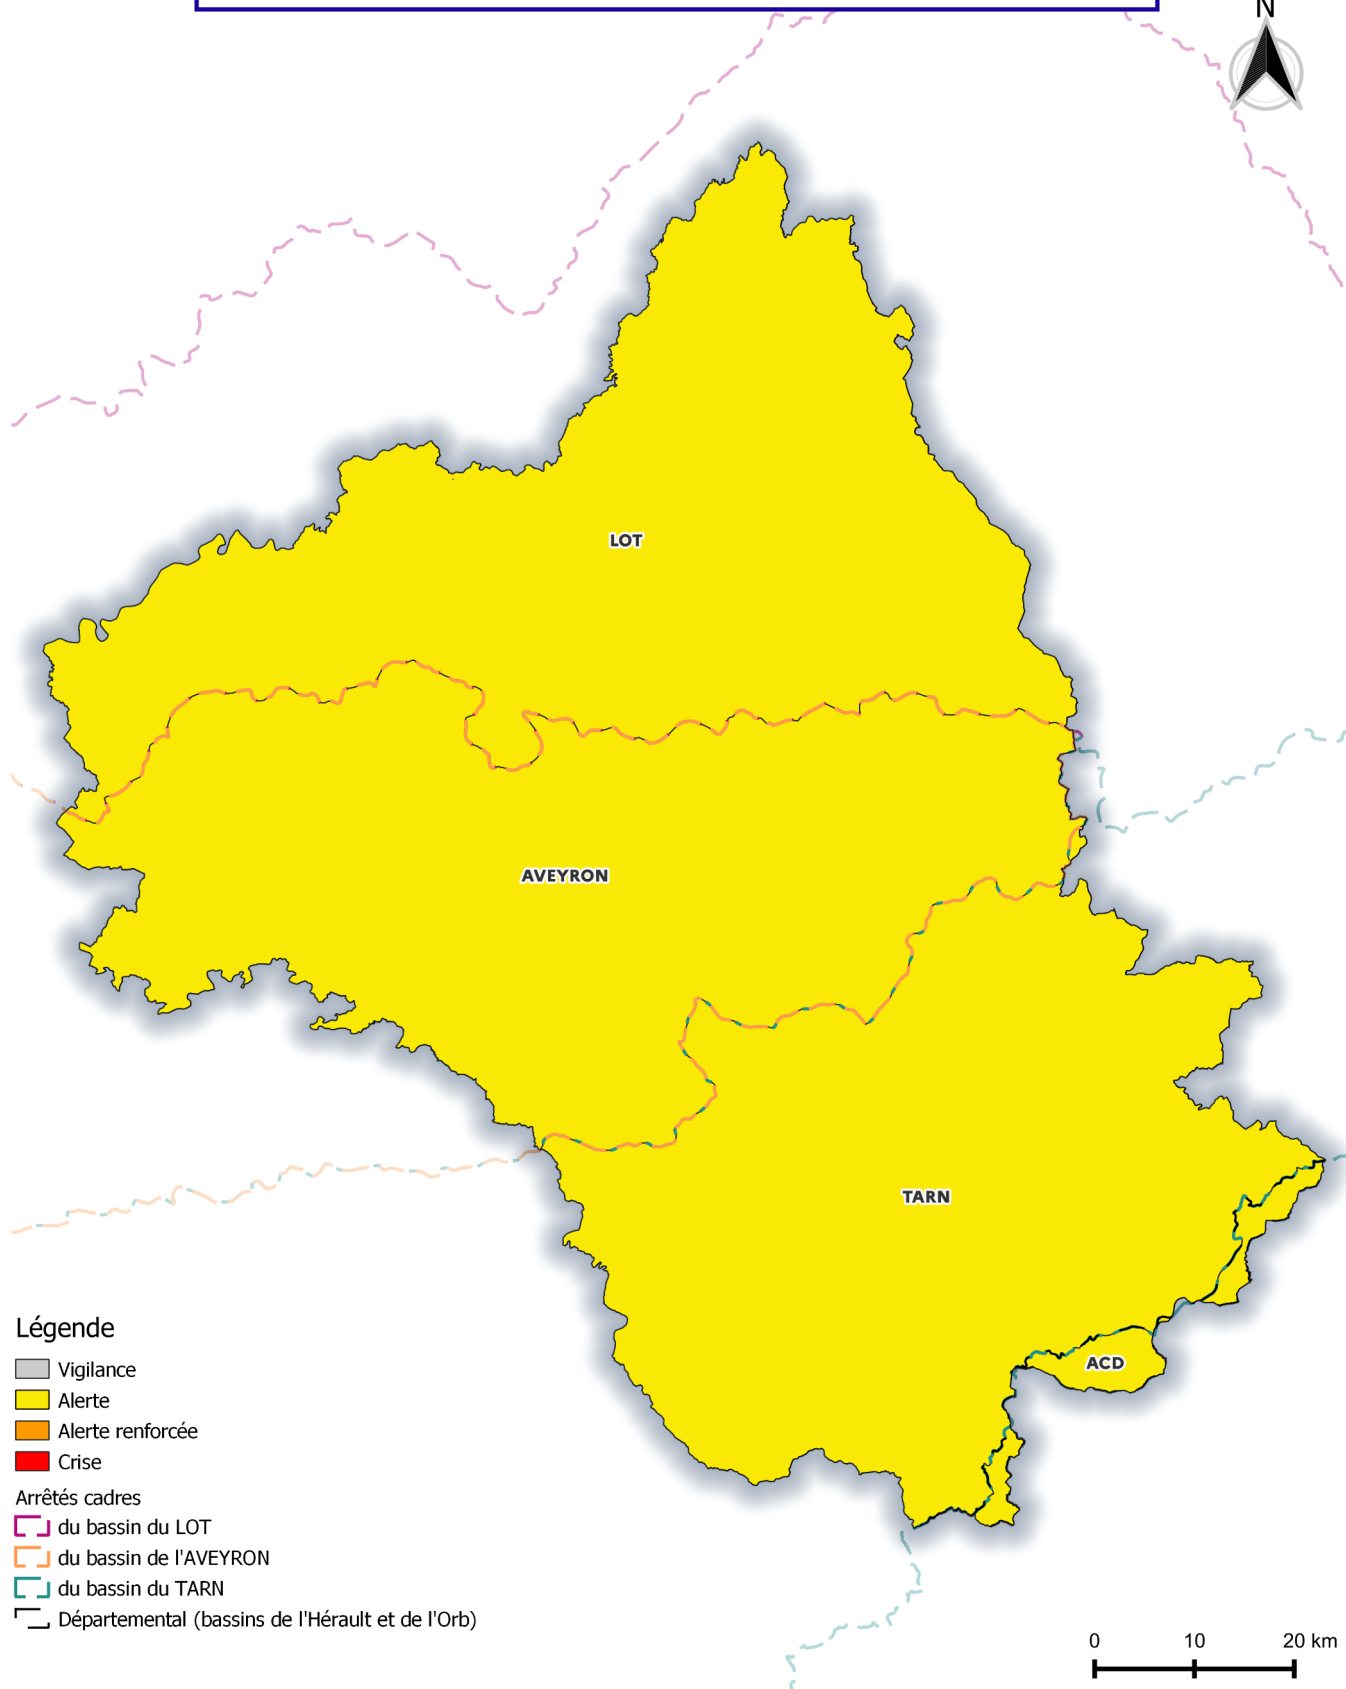 N
LOT
AVEYRON
TARN
ACD
Légende
Vigilance
Alerte
Alerte renforcée
Crise
Arrêtés cadres
du bassin du LOT
du bassin de l'AVEYRON
du bassin du TARN
Départemental (bassins de l'Hérault et de l'Orb)
0 10 20 km